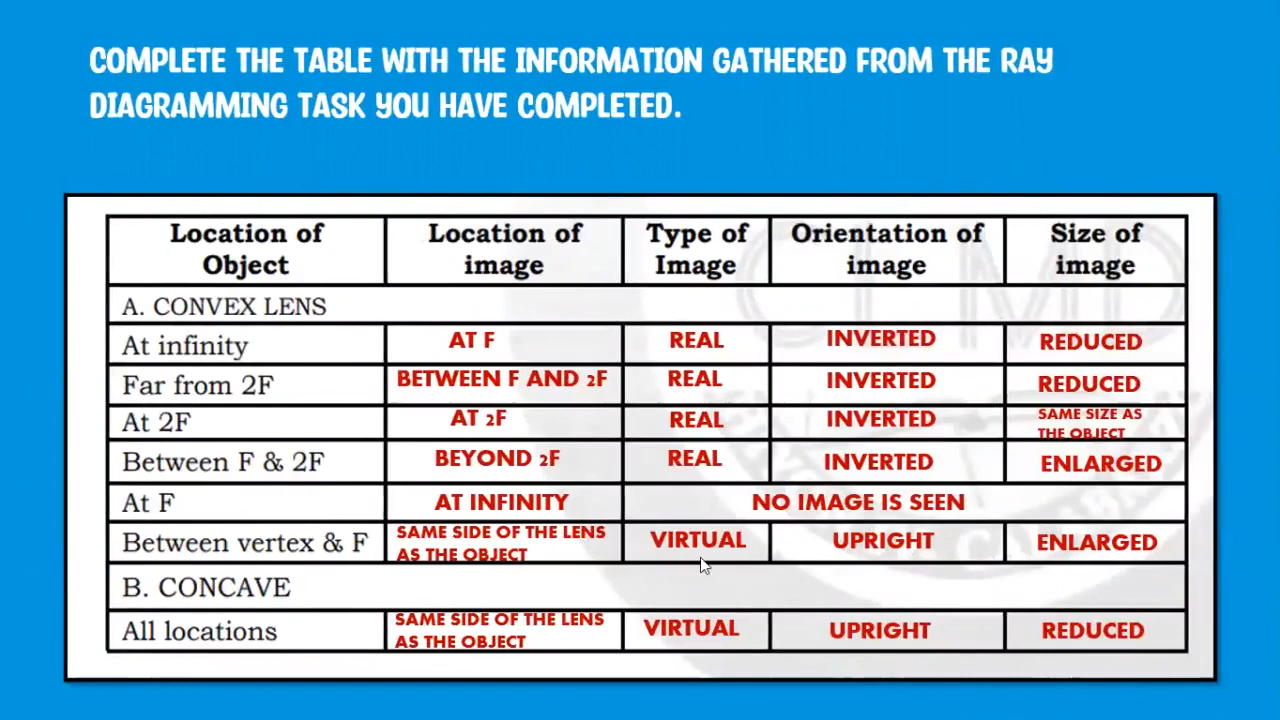 COMPLETE THE TABLE WITH THE INFORMATION GATHERED FROM THE RAY
DIAGRAMMING TASK YOU HAVE COMPLETED.
Location of Object Location of image Type of Image Orientation of image Size of image
A. CONVEX LENS
At infinity AT F REAL INVERTED REDUCED
Far from 2F BETWEEN F AND 2F REAL INVERTED REDUCED
At 2F AT 2F REAL INVERTED SAME SIZE AS THE OBJECT
Between F & 2F BEYOND 2F REAL INVERTED ENLARGED
At F AT INFINITY NO IMAGE IS SEEN
Between vertex & F SAME SIDE OF THE LENS AS THE OBJECT VIRTUAL UPRIGHT ENLARGED
B. CONCAVE
All locations SAME SIDE OF THE LENS AS THE OBJECT VIRTUAL UPRIGHT REDUCED